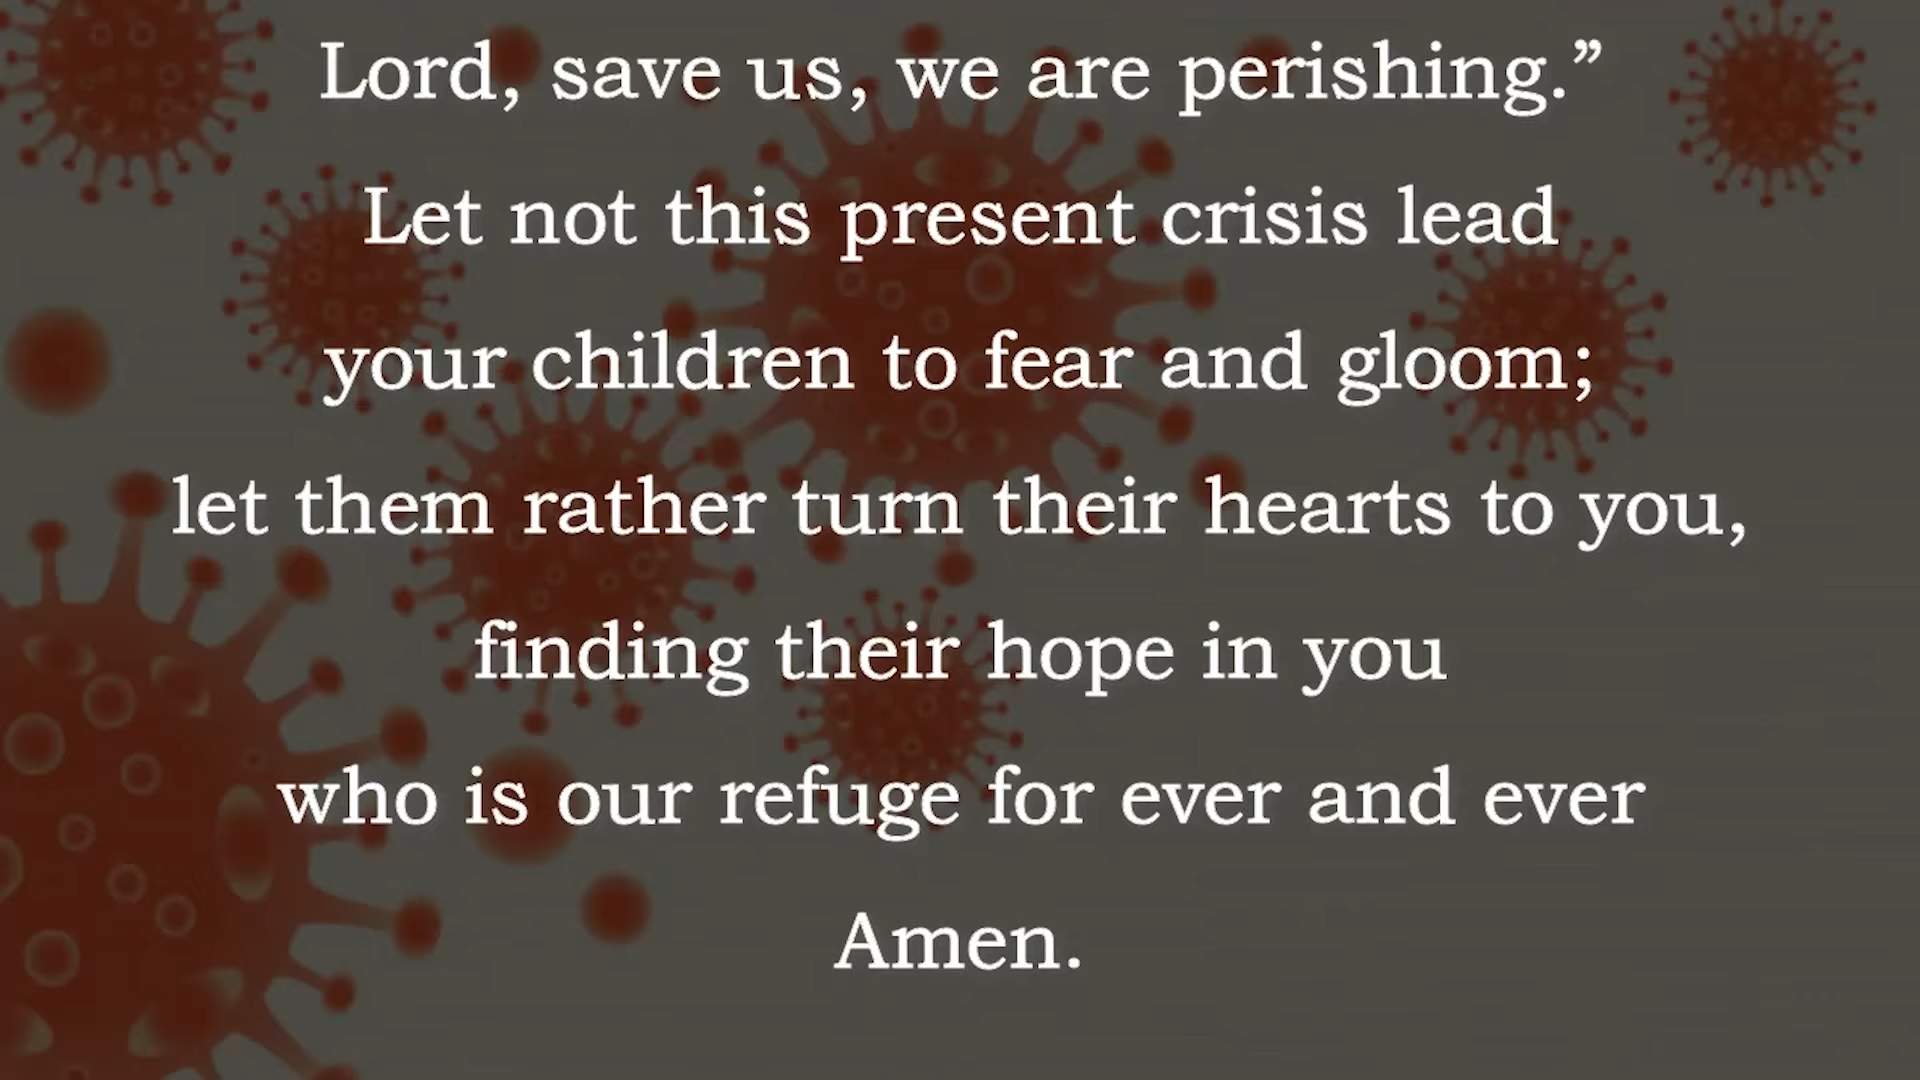 Lord, save us, we are perishing.”
Let not this present crisis lead
your children to fear and gloom;
let them rather turn their hearts to you,
finding their hope in you
who is our refuge for ever and ever
Amen.